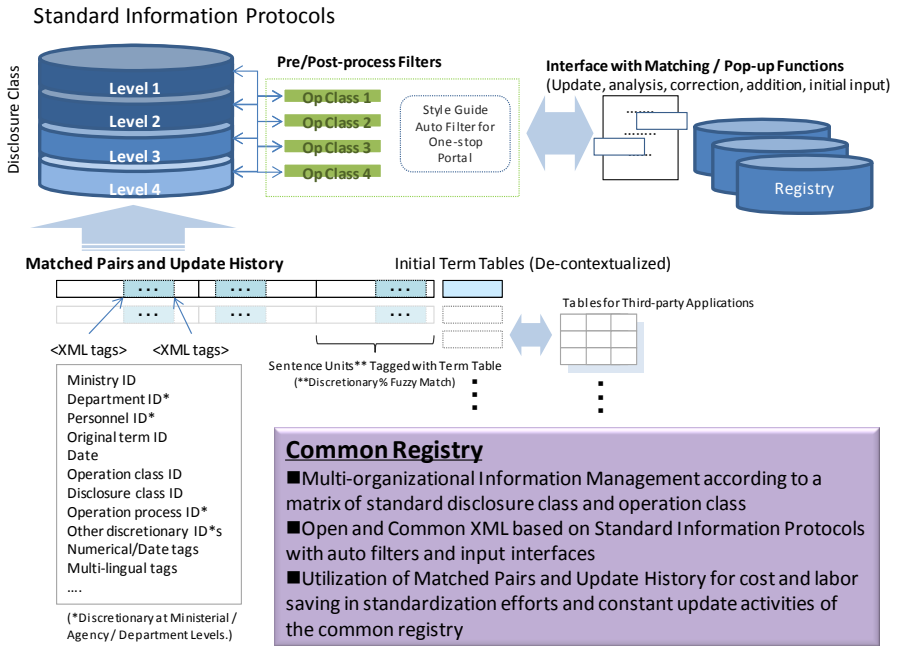 Standard Information Protocols
Disclosure Class
Level 1
Level 2
Level 3
Level 4
Pre/Post-process Filters
Op Class 1
Op Class 2
Op Class 3
Op Class 4
Style Guide
Auto Filter for
One-stop
Portal
Interface with Matching / Pop-up Functions
(Update, analysis, correction, addition, initial input)
Registry
Matched Pairs and Update History
Initial Term Tables (De-contextualized)
Tables for Third-party Applications
<XML tags> <XML tags>
Sentence Units** Tagged with Term Table
(**Discretionary % Fuzzy Match)
Ministry ID
Department ID*
Personnel ID*
Original term ID
Date
Operation class ID
Disclosure class ID
Operation process ID*
Other discretionary ID*s
Numerical/Date tags
Multi-lingual tags
....
(*Discretionary at Ministerial /
Agency / Department Levels.)
Common Registry
■Multi-organizational Information Management according to a
matrix of standard disclosure class and operation class
■Open and Common XML based on Standard Information Protocols
with auto filters and input interfaces
■Utilization of Matched Pairs and Update History for cost and labor
saving in standardization efforts and constant update activities of
the common registry